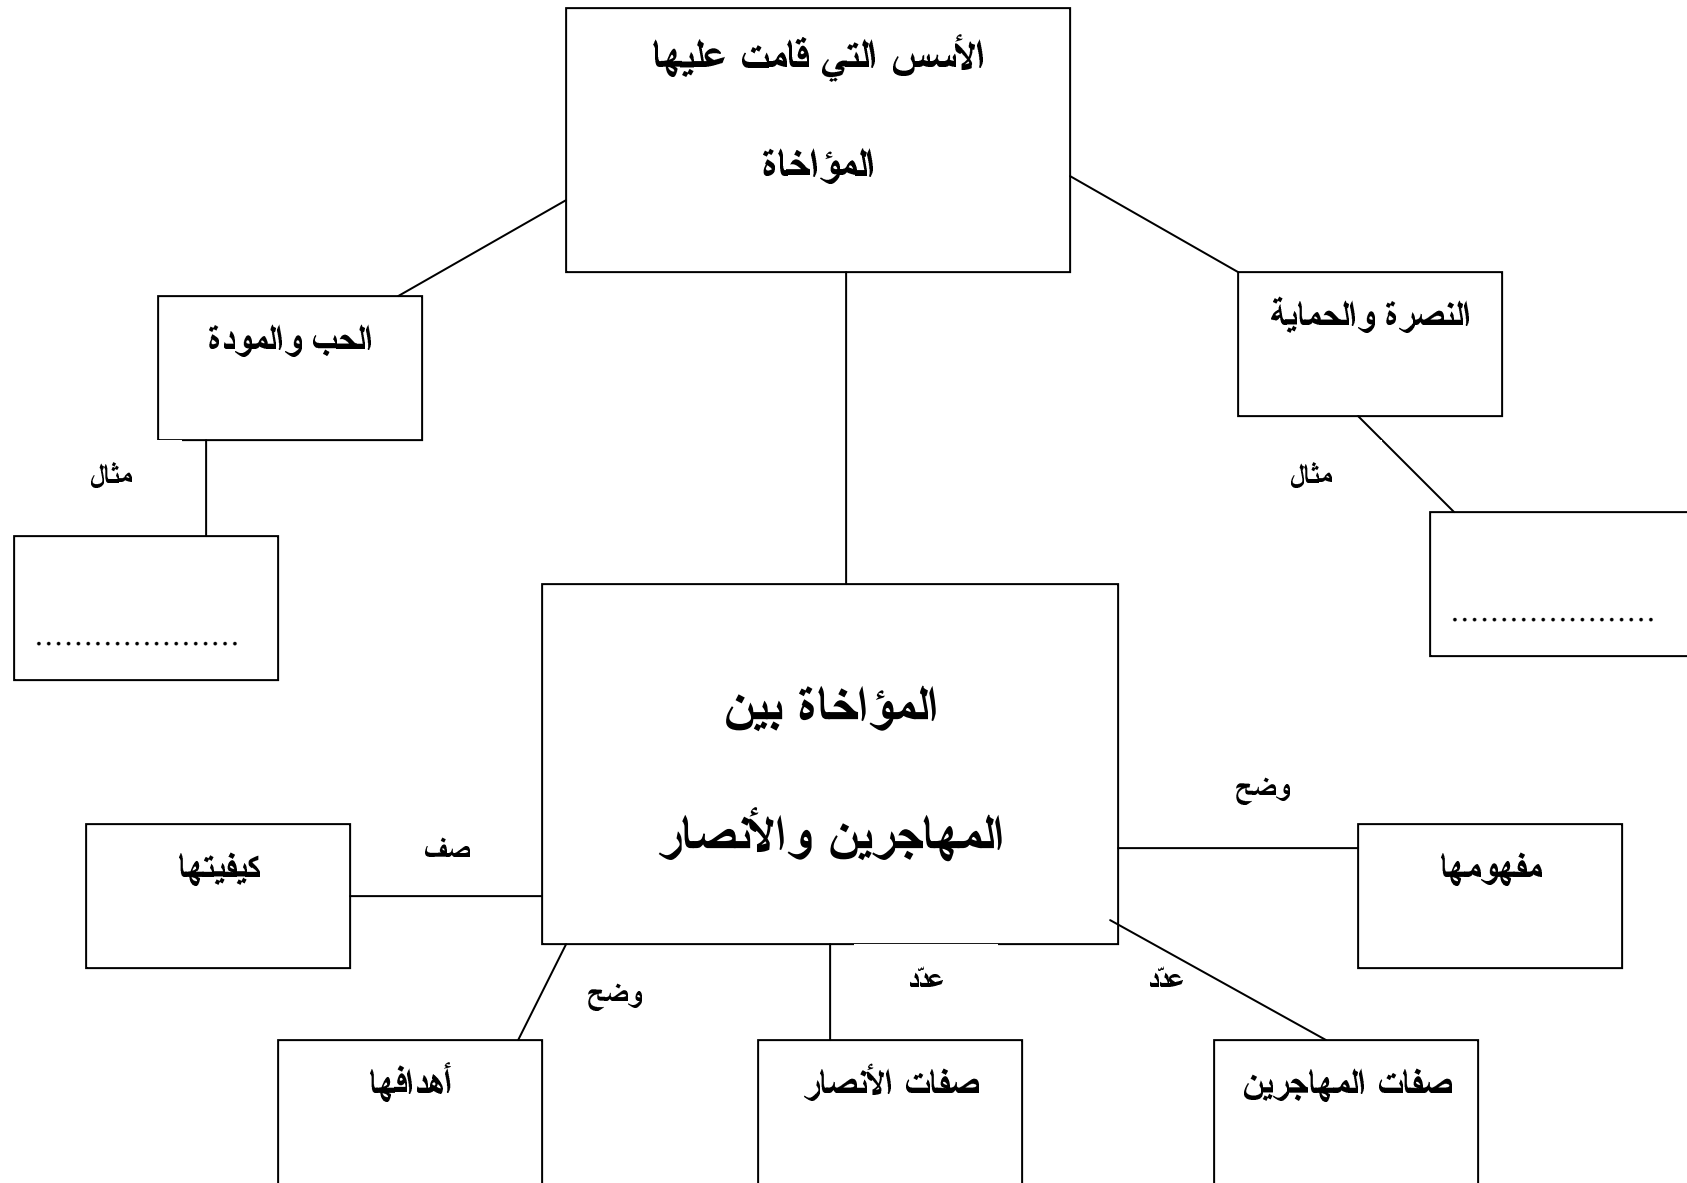 الأسس التي قامت عليها
المؤاخاة
النصرة والحماية
الحب والمودة
مثال
مثال
.....................
.....................
المؤاخاة بين
المهاجرين والأنصار
وضح
مفهومها
صف
كيفيتها
عدّد
عدّد
وضح
صفات المهاجرين
صفات الأنصار
أهدافها